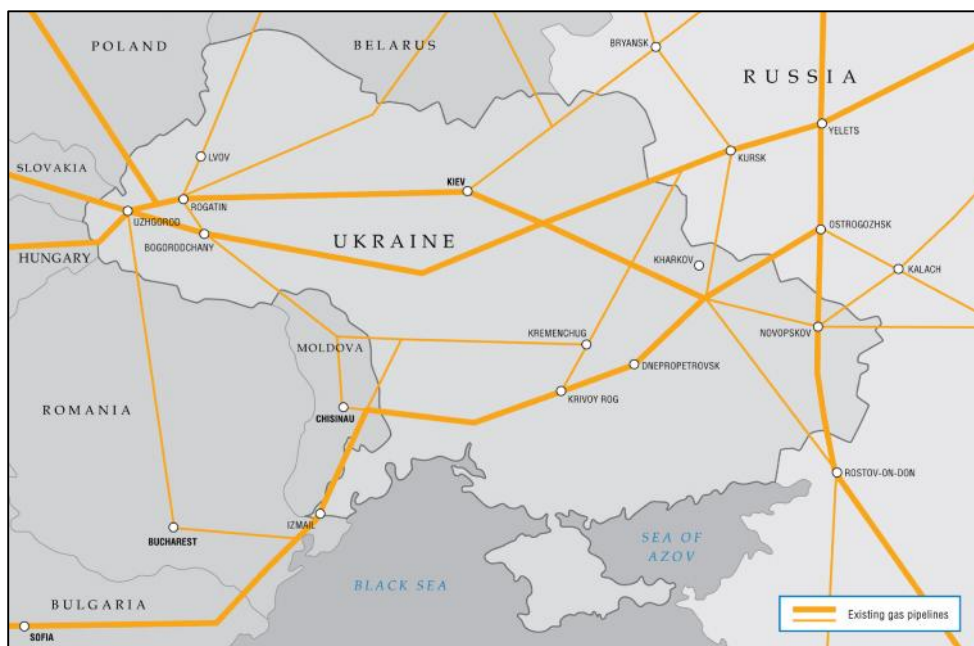 POLAND
BELARUS
BRYANSK
RUSSIA
YELETS
LVOV
KURSK
SLOVAKIA
KIEV
ROGATIN
UZHGOROD
OSTROGOZHSK
BOGORODCHANY
UKRAINE
HUNGARY
KHARKOV
KALACH
KREMENCHUG
NOVOPSKOV
MOLDOVA
DNEPROPETROVSK
KRIVOY ROG
ROMANIA
CHISINAU
ROSTOV-ON-DON
IZMAIL
BUCHAREST
SEA OF
AZOV
BLACK SEA
BULGARIA
Existing gas pipelines
SOFIA